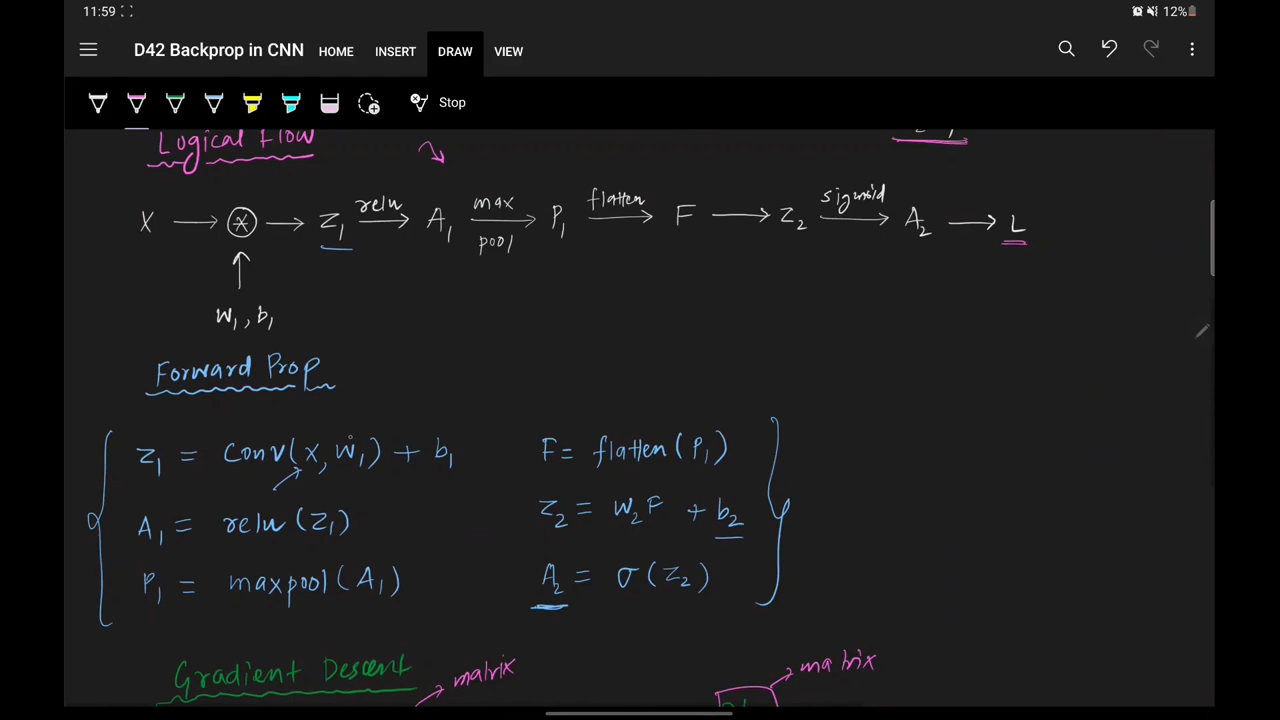 11:59 12%
D42 Backprop in CNN HOME INSERT DRAW VIEW
Stop
Logical Flow
X → ⊛ → Z₁ relu → A₁ max pool → P₁ flatten → F → Z₂ sigmoid → A₂ → L
W₁, b₁
Forward Prop
Z₁ = Conv(X, W₁) + b₁ F = flatten(P₁)
A₁ = relu(Z₁) Z₂ = W₂F + b₂
P₁ = maxpool(A₁) A₂ = σ(Z₂)
Gradient Descent → matrix → matrix